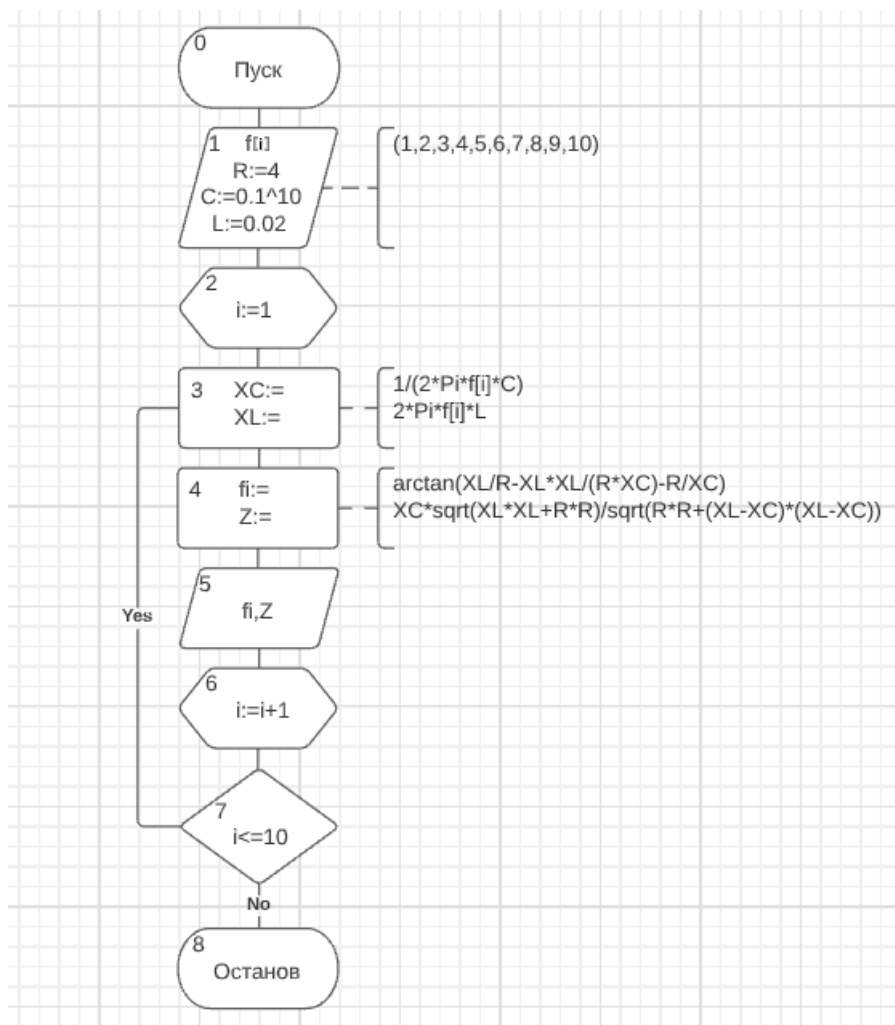 0
Пуск
1 f[i]
R:=4
C:=0.1^10
L:=0.02
(1,2,3,4,5,6,7,8,9,10)
2
i:=1
3 XC:=
XL:=
1/(2*Pi*f[i]*C)
2*Pi*f[i]*L
4 fi:=
Z:=
arctan(XL/R-XL*XL/(R*XC)-R/XC)
XC*sqrt(XL*XL+R*R)/sqrt(R*R+(XL-XC)*(XL-XC))
5
fi,Z
Yes
6
i:=i+1
7
i<=10
No
8
Останов